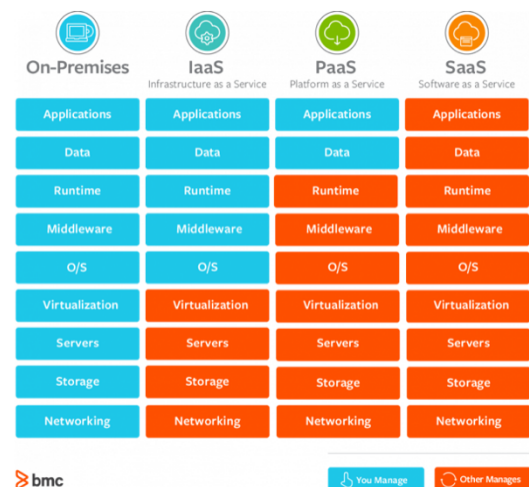 On-Premises IaaS PaaS SaaS
Infrastructure as a Service Platform as a Service Software as a Service
Applications Applications Applications Applications
Data Data Data Data
Runtime Runtime Runtime Runtime
Middleware Middleware Middleware Middleware
O/S O/S O/S O/S
Virtualization Virtualization Virtualization Virtualization
Servers Servers Servers Servers
Storage Storage Storage Storage
Networking Networking Networking Networking
bmc You Manage Other Manages